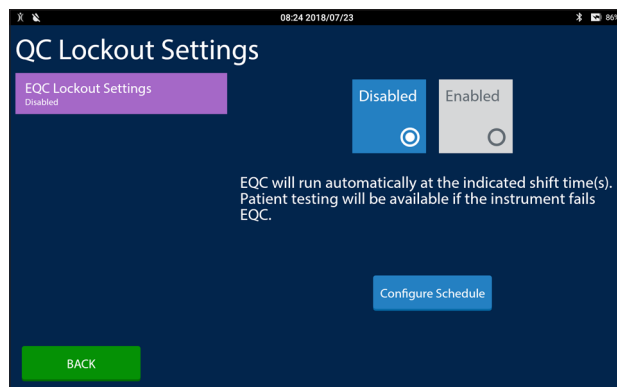 08:24 2018/07/23
86%
QC Lockout Settings
EQC Lockout Settings
Disabled
Disabled
Enabled
EQC will run automatically at the indicated shift time(s).
Patient testing will be available if the instrument fails
EQC.
Configure Schedule
BACK